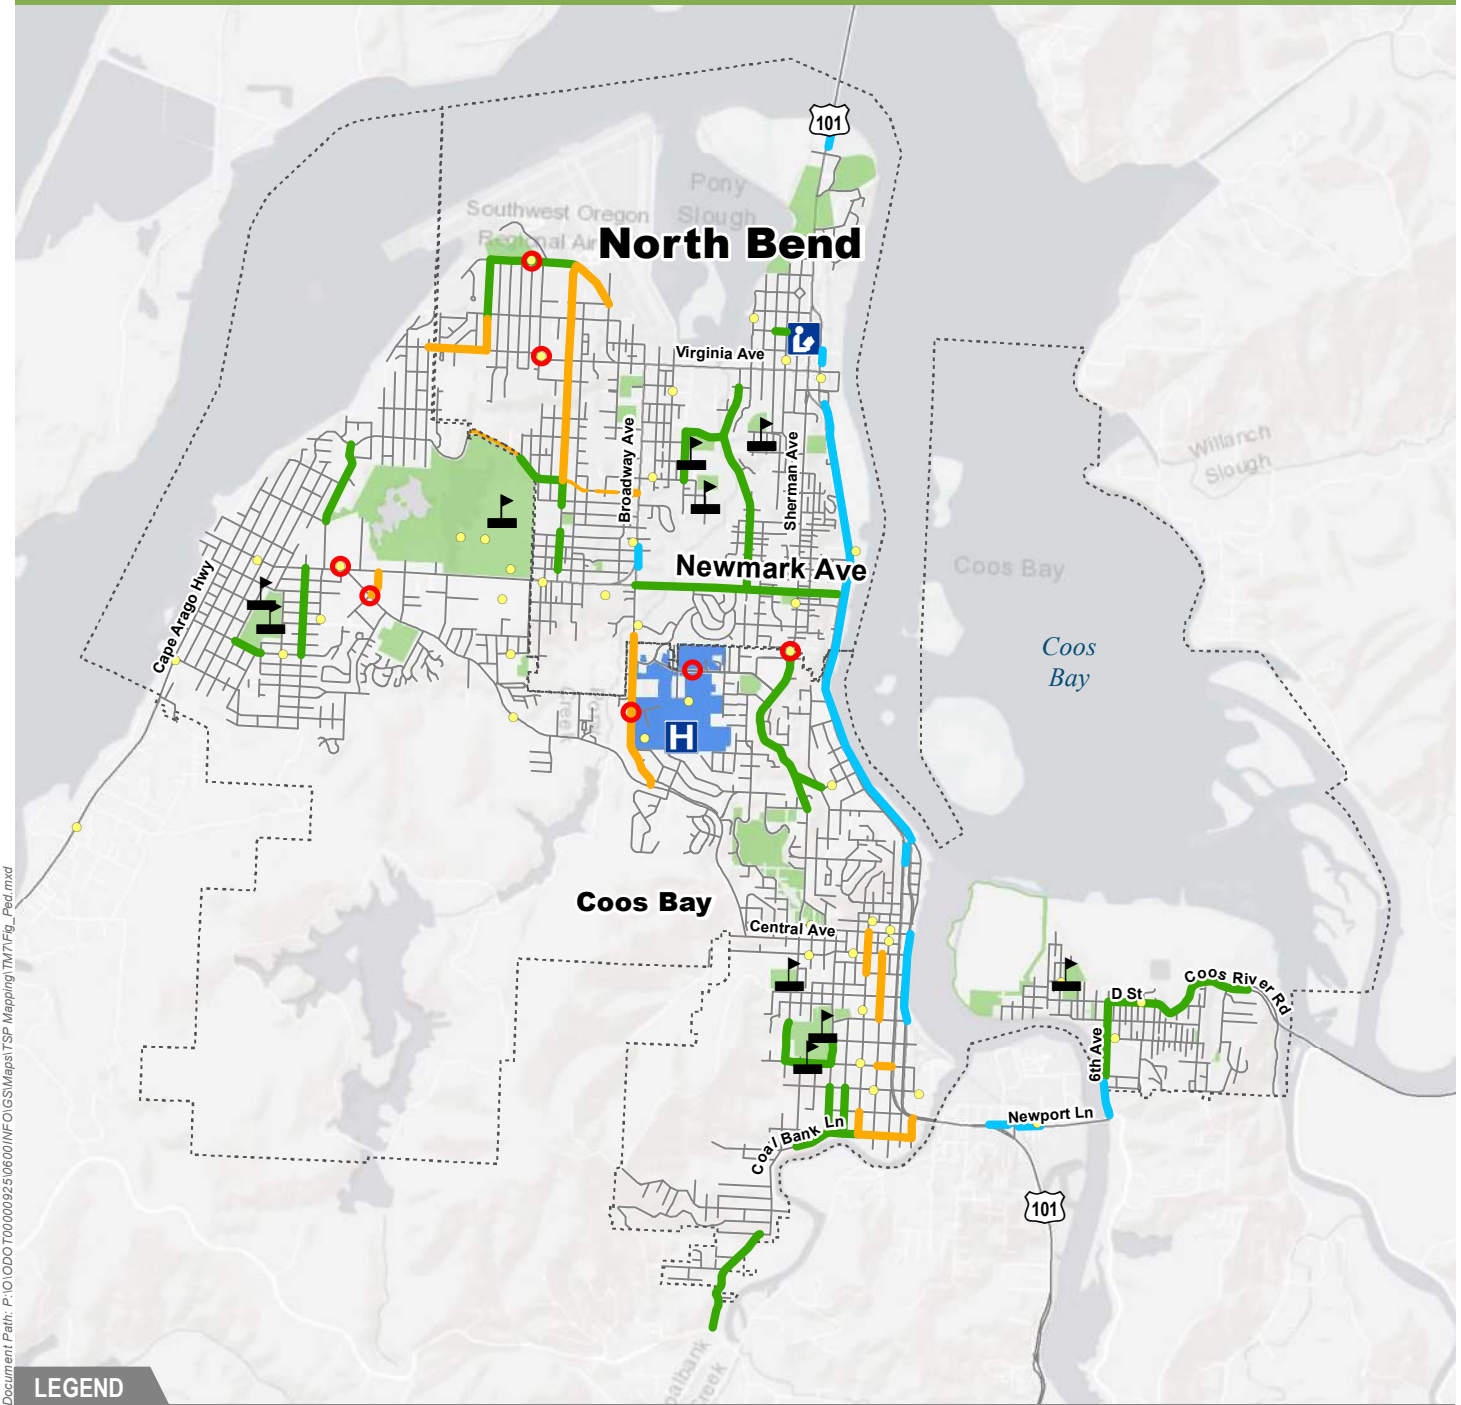 101
Pony
Slough
Southwest Oregon
Regional Air
North Bend
Virginia Ave
Broadway Ave
Sherman Ave
Willanch
Slough
Newmark Ave
Coos Bay
Cape Arago Hwy
Coos
Bay
Creek
H
Coos Bay
Central Ave
D St
Coos River Rd
6th Ave
Newport Ln
Coal Bank Ln
101
Creek
Document Path: P:\O\ODOT00000925\0600INFO\GS\Maps\TSP Mapping\TM7\Fig_Ped.mxd
LEGEND